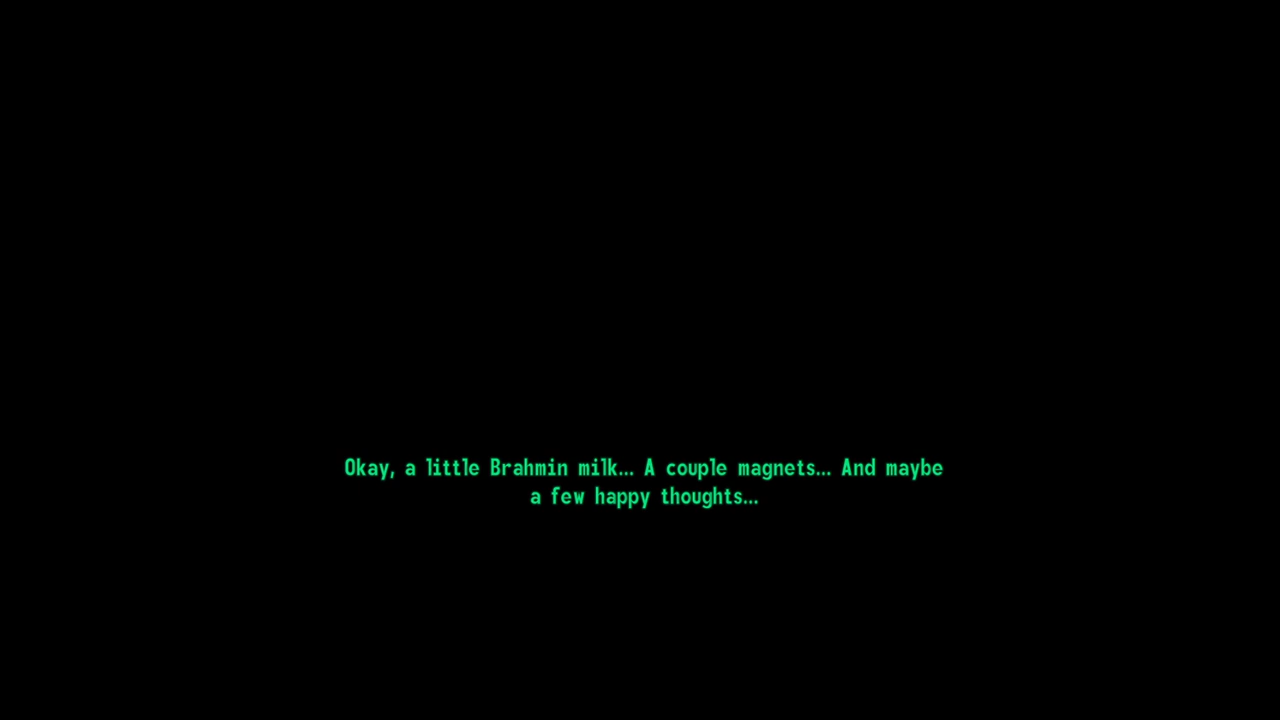 Okay, a little Brahmin milk... A couple magnets... And maybe
a few happy thoughts...